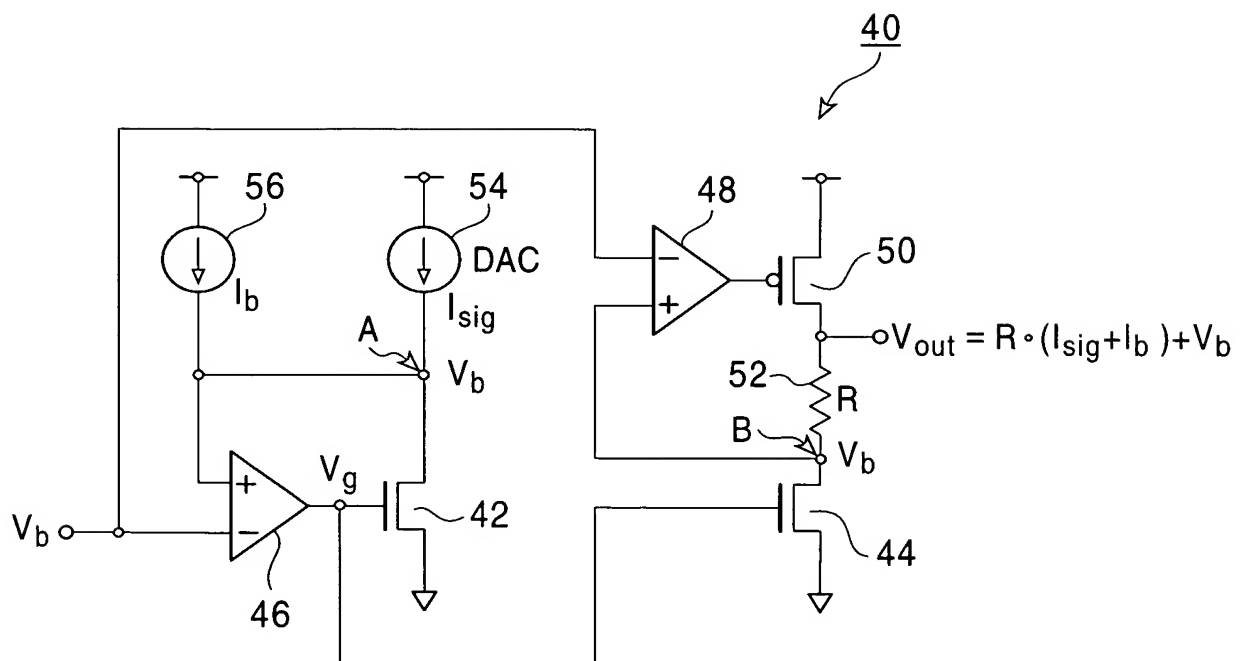 40
56
54
48
DAC
50
I_b
I_sig
A
V_b
V_out = R∘(I_sig+I_b)+V_b
52
R
B
V_b
V_g
42
V_b
44
46
+
−
−
+